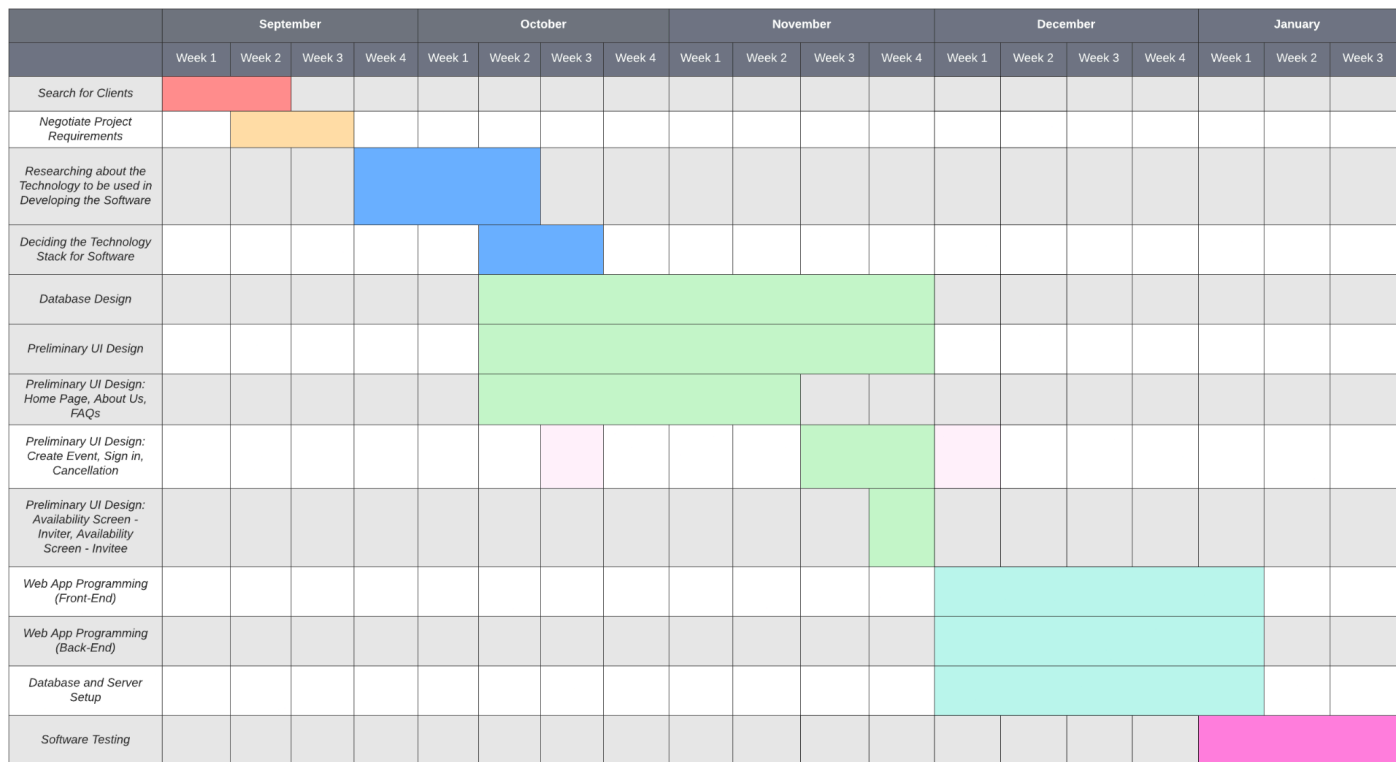 September October November December January
Week 1 Week 2 Week 3 Week 4 Week 1 Week 2 Week 3 Week 4 Week 1 Week 2 Week 3 Week 4 Week 1 Week 2 Week 3 Week 4 Week 1 Week 2 Week 3
Search for Clients
Negotiate Project
Requirements
Researching about the
Technology to be used in
Developing the Software
Deciding the Technology
Stack for Software
Database Design
Preliminary UI Design
Preliminary UI Design:
Home Page, About Us,
FAQs
Preliminary UI Design:
Create Event, Sign in,
Cancellation
Preliminary UI Design:
Availability Screen -
Inviter, Availability
Screen - Invitee
Web App Programming
(Front-End)
Web App Programming
(Back-End)
Database and Server
Setup
Software Testing